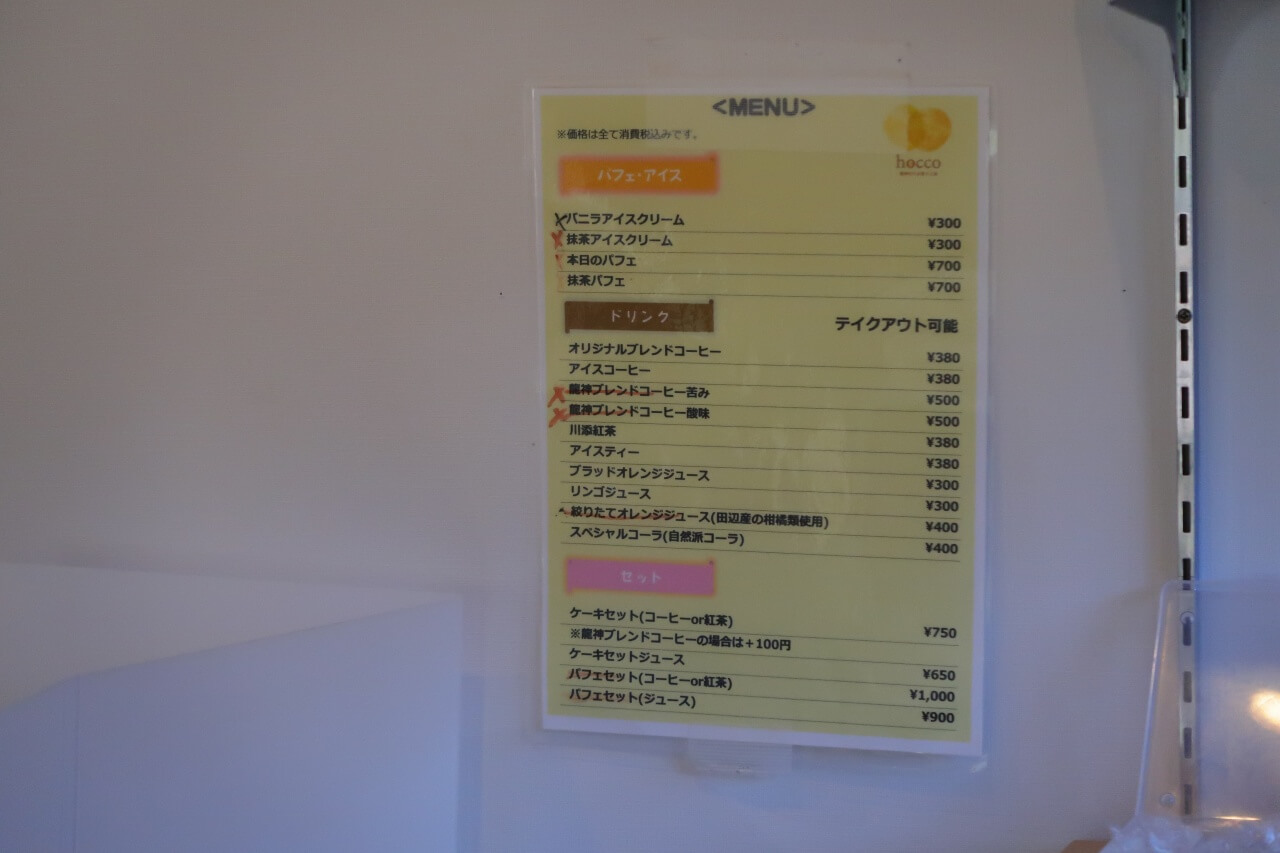 <MENU>
※価格は全て消費税込みです。
hocco
パフェ・アイス
バニラアイスクリーム ¥300
抹茶アイスクリーム ¥300
本日のパフェ ¥700
抹茶パフェ ¥700
ドリンク テイクアウト可能
オリジナルブレンドコーヒー ¥380
アイスコーヒー ¥380
龍神ブレンドコーヒー苦み ¥500
龍神ブレンドコーヒー酸味 ¥500
川添紅茶 ¥380
アイスティー ¥380
ブラッドオレンジジュース ¥300
リンゴジュース ¥300
絞りたてオレンジジュース(田辺産の柑橘類使用) ¥400
スペシャルコーラ(自然派コーラ) ¥400
セット
ケーキセット(コーヒーor紅茶) ¥750
※龍神ブレンドコーヒーの場合は＋100円
ケーキセットジュース ¥650
パフェセット(コーヒーor紅茶) ¥1,000
パフェセット(ジュース) ¥900